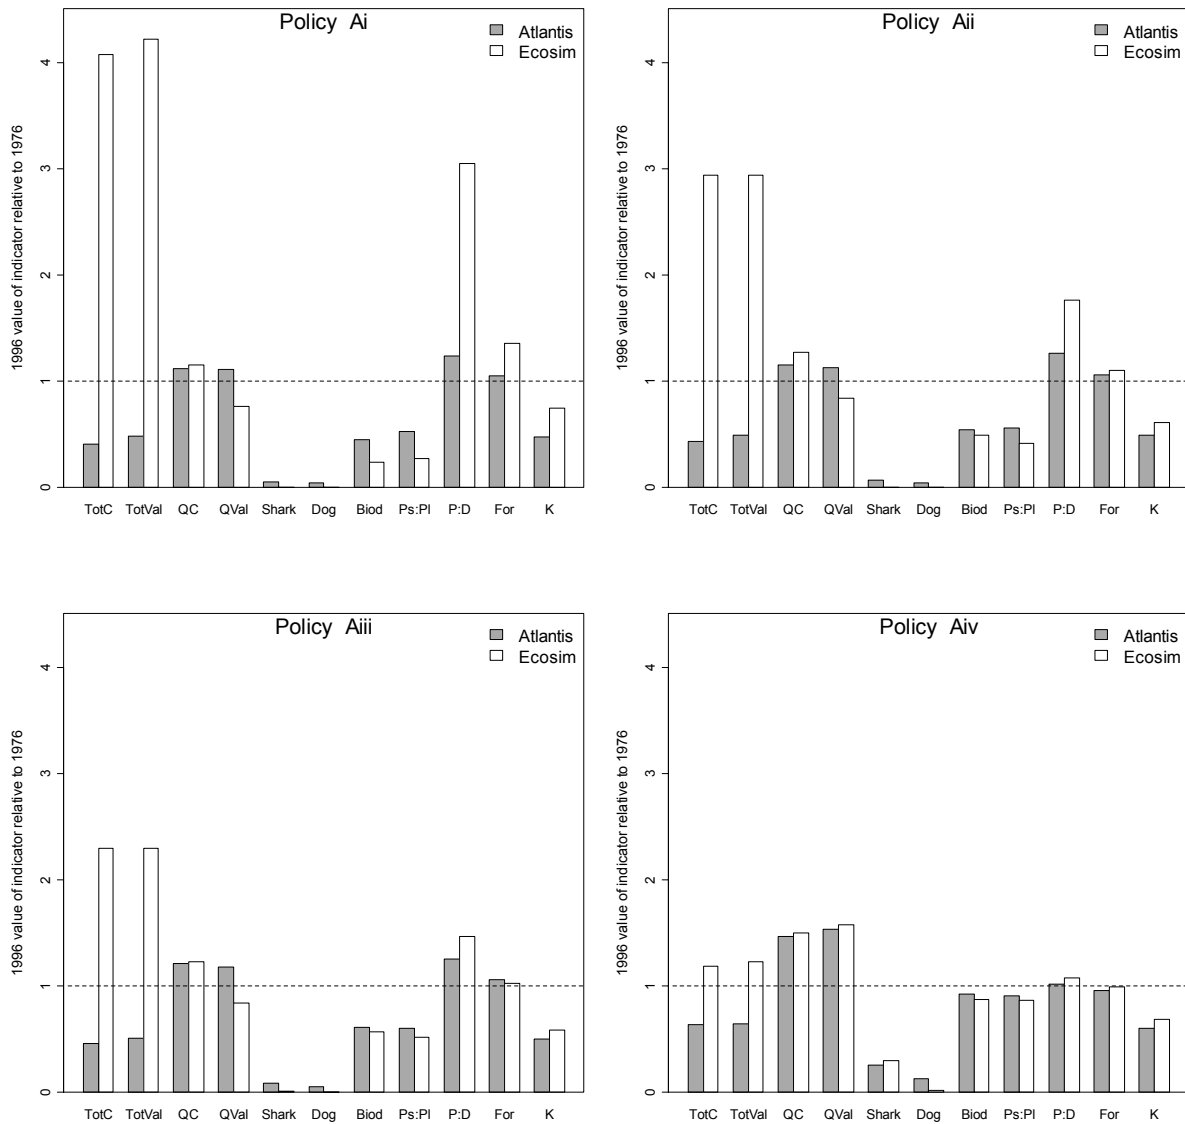 Policy Ai
Atlantis
Ecosim
1996 value of indicator relative to 1976
4
3
2
1
0
TotC TotVal QC QVal Shark Dog Biod Ps:Pl P:D For K
Policy Aii
Atlantis
Ecosim
1996 value of indicator relative to 1976
4
3
2
1
0
TotC TotVal QC QVal Shark Dog Biod Ps:Pl P:D For K
Policy Aiii
Atlantis
Ecosim
1996 value of indicator relative to 1976
4
3
2
1
0
TotC TotVal QC QVal Shark Dog Biod Ps:Pl P:D For K
Policy Aiv
Atlantis
Ecosim
1996 value of indicator relative to 1976
4
3
2
1
0
TotC TotVal QC QVal Shark Dog Biod Ps:Pl P:D For K